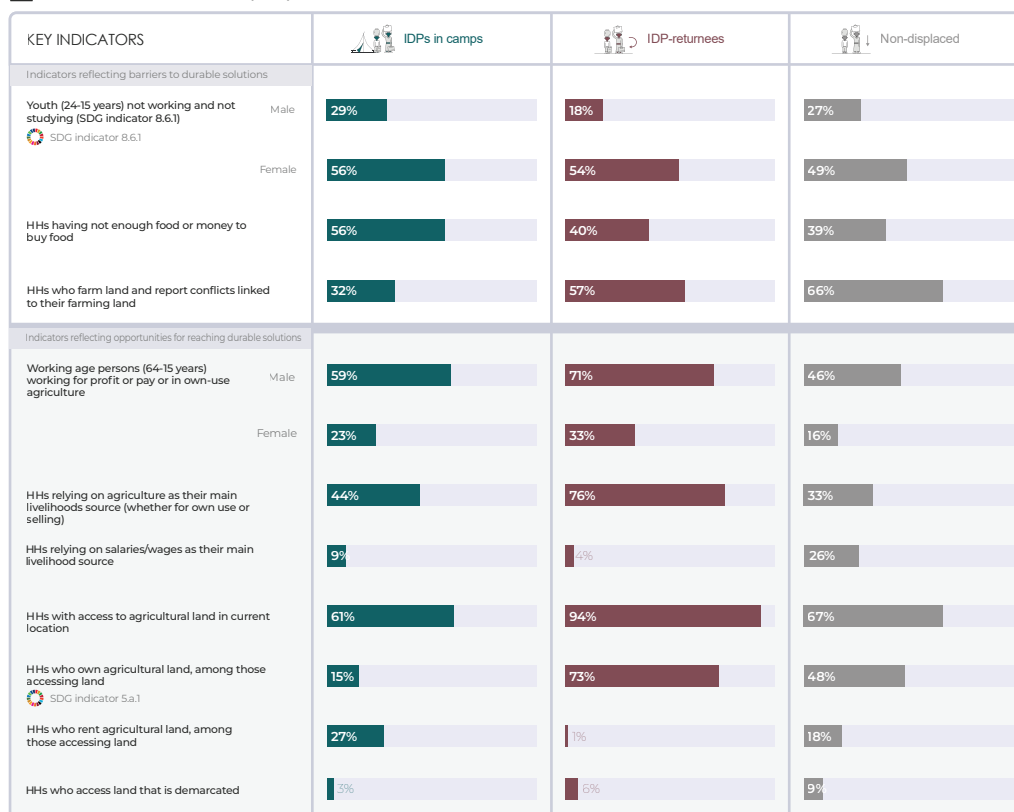 KEY INDICATORS
IDPs in camps
IDP-returnees
Non-displaced
Indicators reflecting barriers to durable solutions
Youth (24-15 years) not working and not
studying (SDG indicator 8.6.1)
Male
29%
18%
27%
SDG indicator 8.6.1
Female
56%
54%
49%
HHs having not enough food or money to
buy food
56%
40%
39%
HHs who farm land and report conflicts linked
to their farming land
32%
57%
66%
Indicators reflecting opportunities for reaching durable solutions
Working age persons (64-15 years)
working for profit or pay or in own-use
agriculture
Male
59%
71%
46%
Female
23%
33%
16%
HHs relying on agriculture as their main
livelihoods source (whether for own use or
selling)
44%
76%
33%
HHs relying on salaries/wages as their main
livelihood source
9%
4%
26%
HHs with access to agricultural land in current
location
61%
94%
67%
HHs who own agricultural land, among those
accessing land
15%
73%
48%
SDG indicator 5.a.1
HHs who rent agricultural land, among
those accessing land
27%
1%
18%
HHs who access land that is demarcated
3%
6%
9%